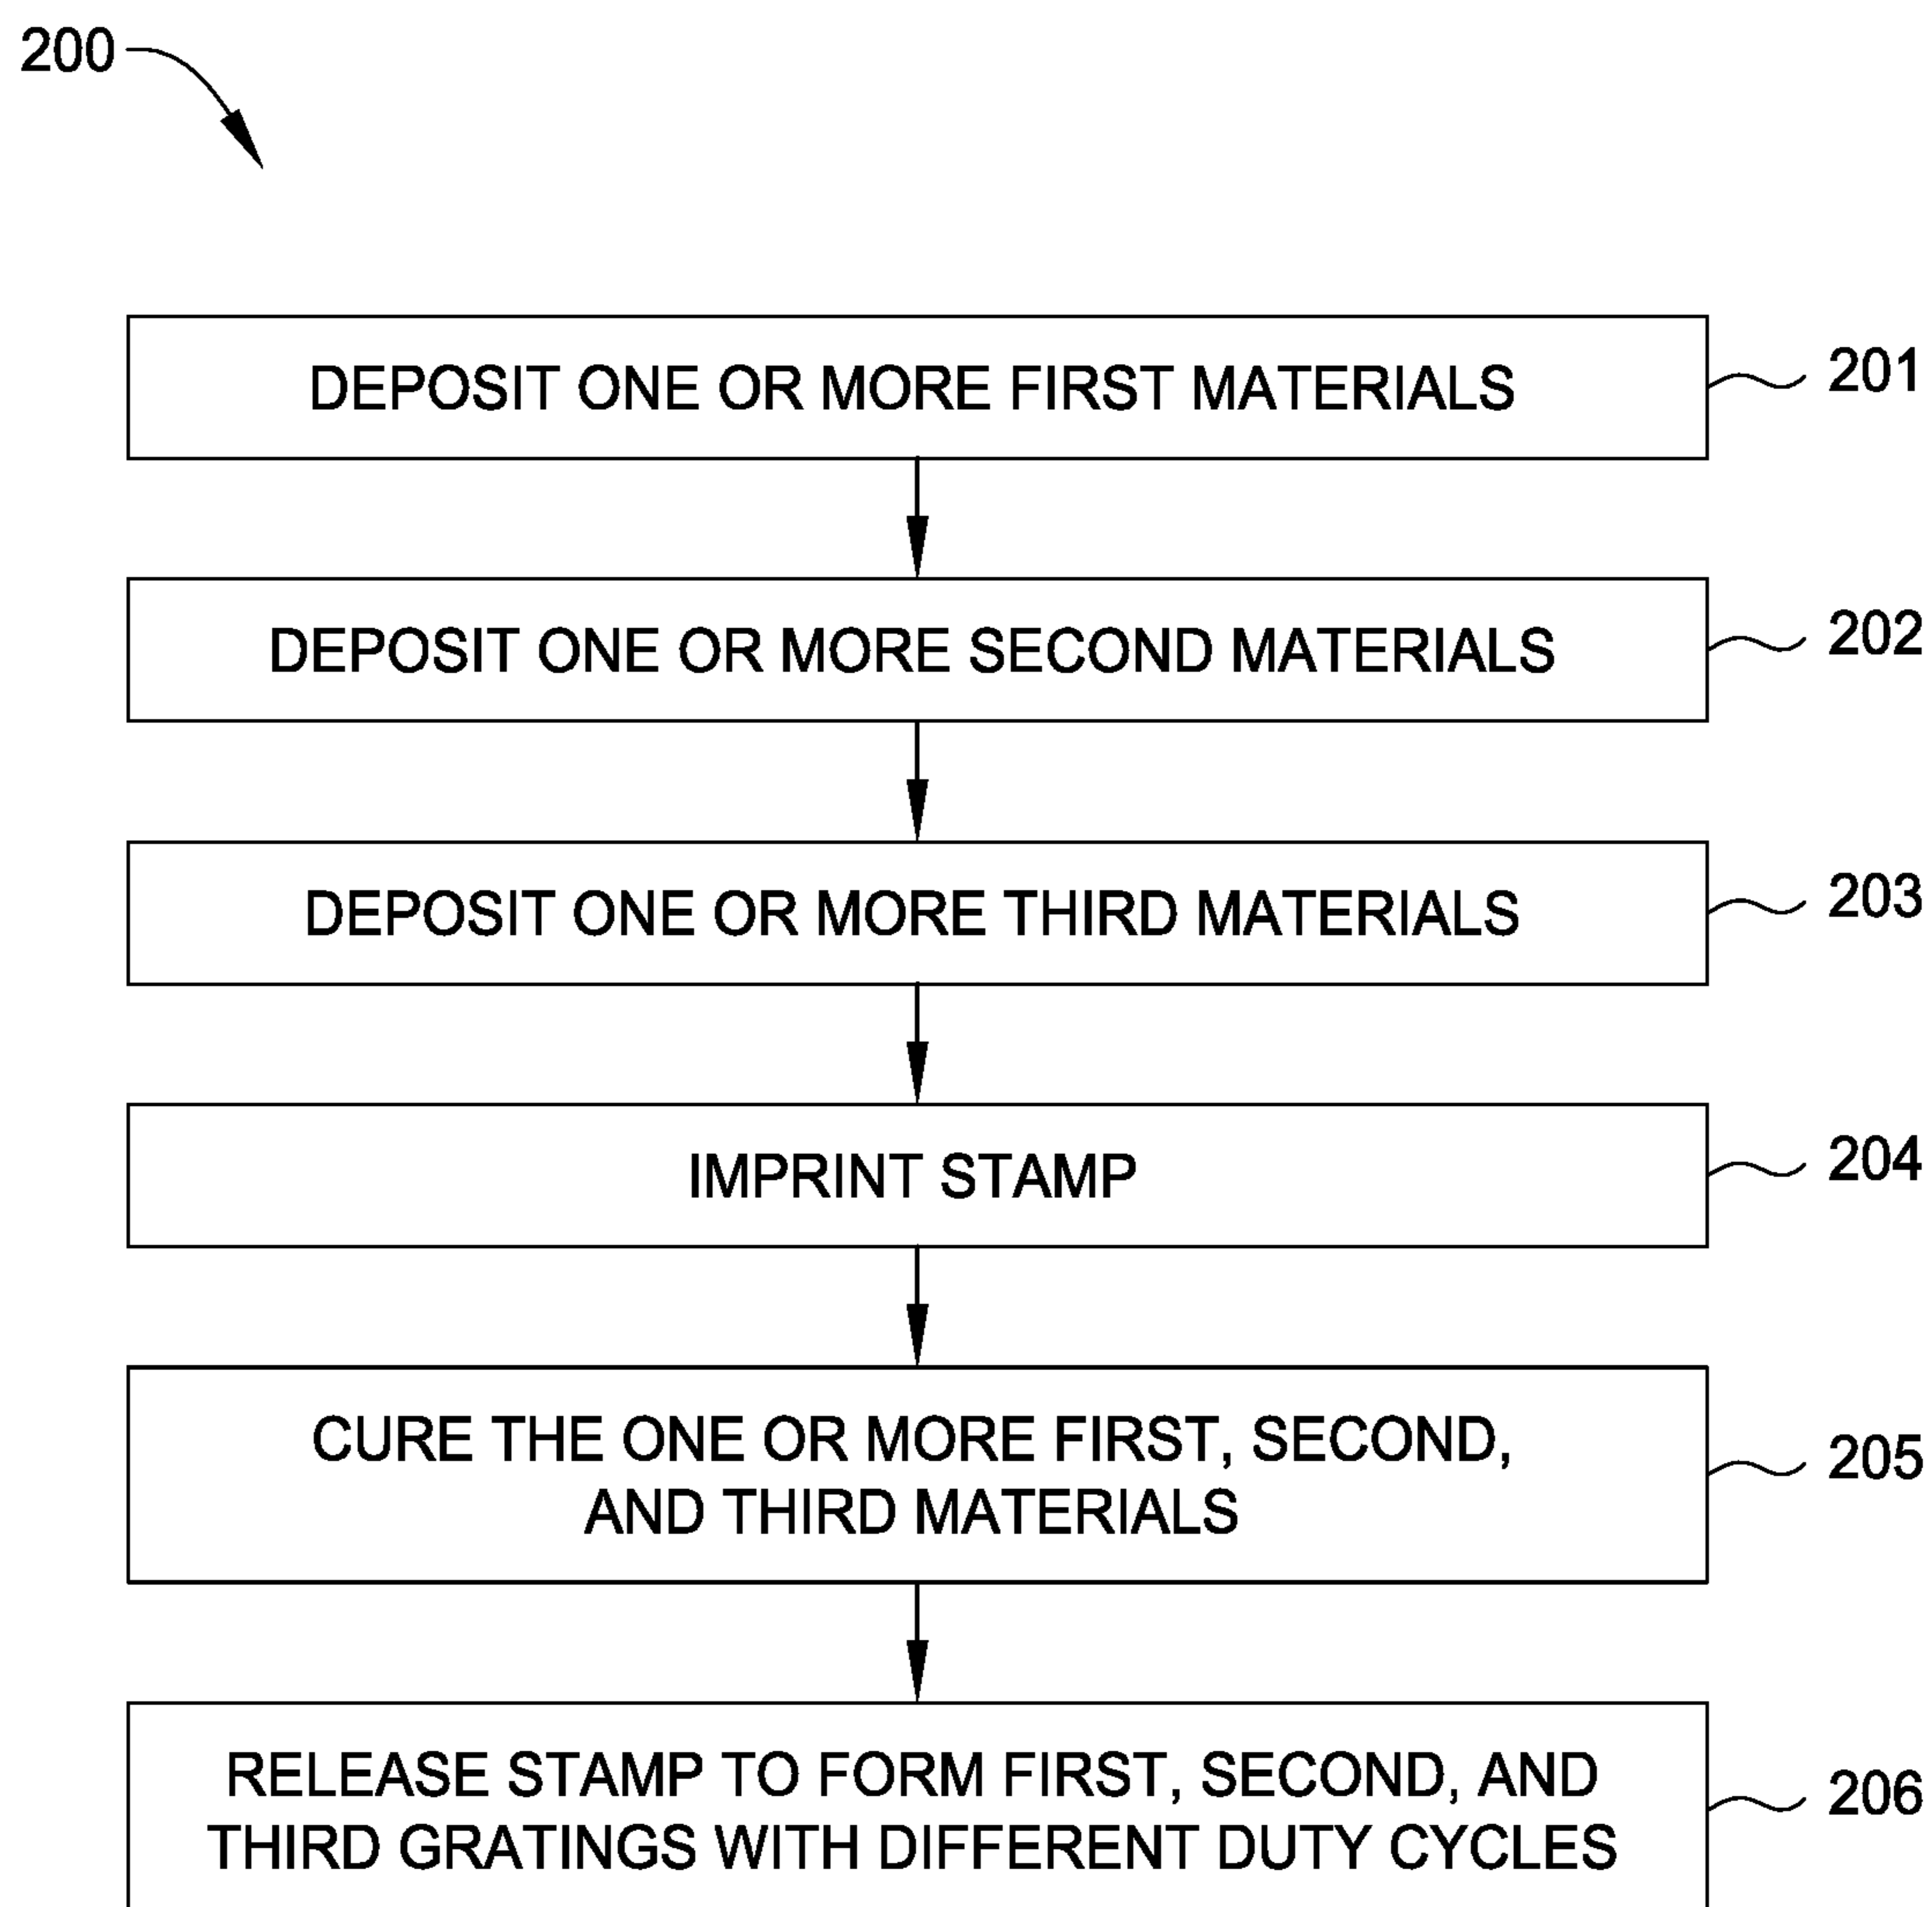 200
DEPOSIT ONE OR MORE FIRST MATERIALS
201
DEPOSIT ONE OR MORE SECOND MATERIALS
202
DEPOSIT ONE OR MORE THIRD MATERIALS
203
IMPRINT STAMP
204
CURE THE ONE OR MORE FIRST, SECOND,
AND THIRD MATERIALS
205
RELEASE STAMP TO FORM FIRST, SECOND, AND
THIRD GRATINGS WITH DIFFERENT DUTY CYCLES
206